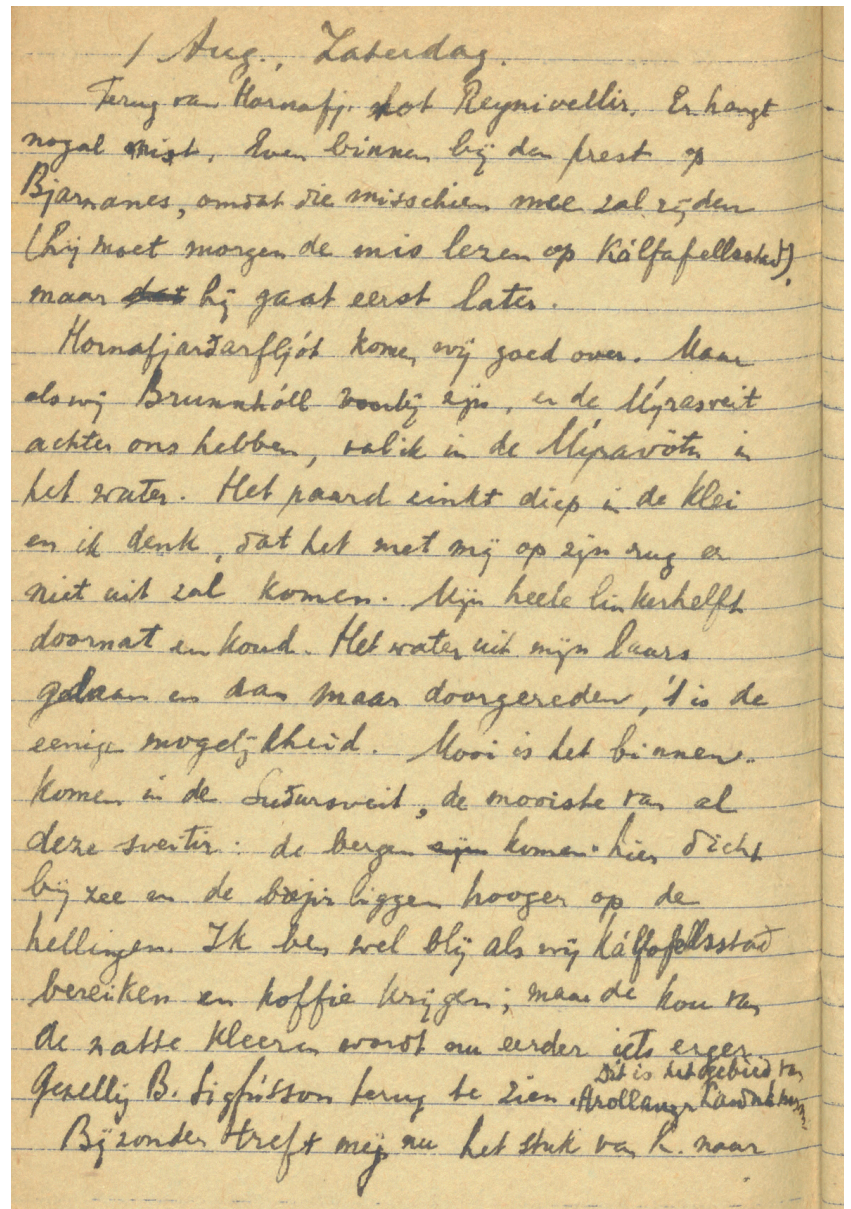 1 Aug., Zaterdag.
Terug van Hornafj. tot Reynivellir. Er hangt
nogal mist. Even binnen bij den prest op
Bjarnanes, omdat die misschien mee zal rijden
(hij moet morgen de mis lezen op Kálfafellsstað),
maar dat hij gaat eerst later.
Hornafjarðarfljót komen wij goed over. Maar
als wij Brunnhóll voorbij zijn, en de Mýrasveit
achter ons hebben, val ik in de Mýravötn in
het water. Het paard zinkt diep in de klei
en ik denk, dat het met mij op zijn rug er
niet uit zal komen. Mijn heele linkerhelft
doornat en koud. Het water uit mijn laars
gedaan en dan maar doorgereden, 't is de
eenige mogelijkheid. Mooi is het binnen-
komen in de Suðursveit, de mooiste van al
deze sveitir: de bergen zijn komen hier dicht
bij zee en de bæjir liggen hooger op de
hellingen. Ik ben wel blij als wij Kálfafellsstað
bereiken en koffie krijgen; maar de kou van
de natte kleeren wordt nu eerder iets erger.
Gezellig B. Sigfússon terug te zien. Dit is het gebied van
Hrollaugr Landnáms
Bijzonder treft mij nu het stuk van K. naar